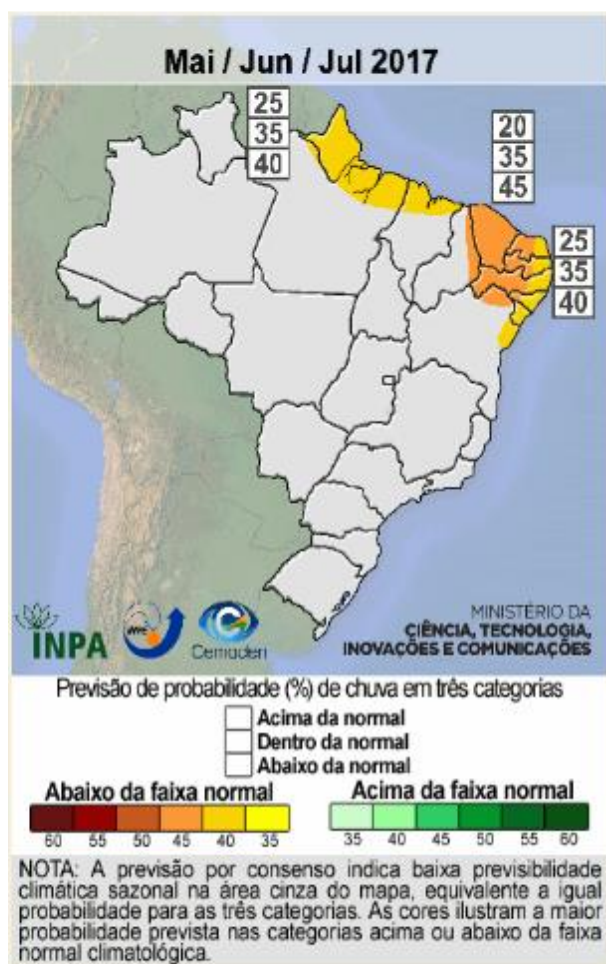 Mai / Jun / Jul 2017
25
35
40
20
35
45
25
35
40
INPA
Cemaden
MINISTÉRIO DA
CIÊNCIA, TECNOLOGIA,
INOVAÇÕES E COMUNICAÇÕES
Previsão de probabilidade (%) de chuva em três categorias
Acima da normal
Dentro da normal
Abaixo da normal
Abaixo da faixa normal
60 55 50 45 40 35
Acima da faixa normal
35 40 45 50 55 60
NOTA: A previsão por consenso indica baixa previsibilidade
climática sazonal na área cinza do mapa, equivalente a igual
probabilidade para as três categorias. As cores ilustram a maior
probabilidade prevista nas categorias acima ou abaixo da faixa
normal climatológica.